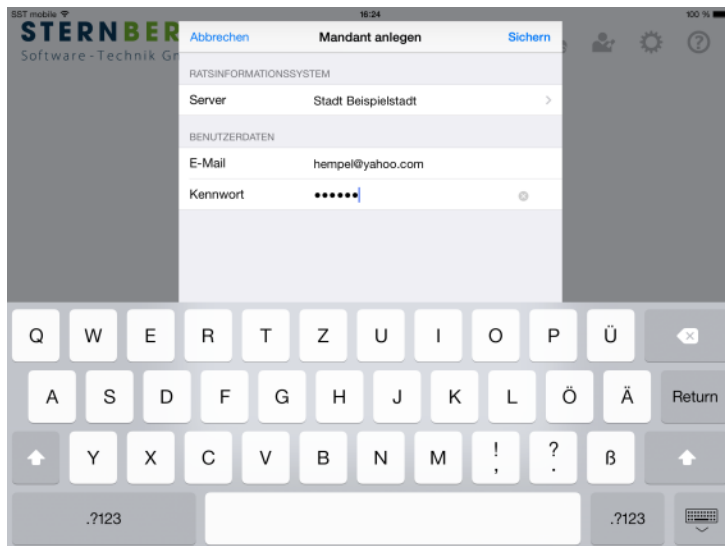 SST mobile 16:24 100 %
STERNBER
Software-Technik Gm
Abbrechen Mandant anlegen Sichern
RATSINFORMATIONSSYSTEM
Server Stadt Beispielstadt
BENUTZERDATEN
E-Mail hempel@yahoo.com
Kennwort ••••••
Q W E R T Z U I O P Ü
A S D F G H J K L Ö Ä Return
Y X C V B N M ! , ? . ß
.?123 .?123